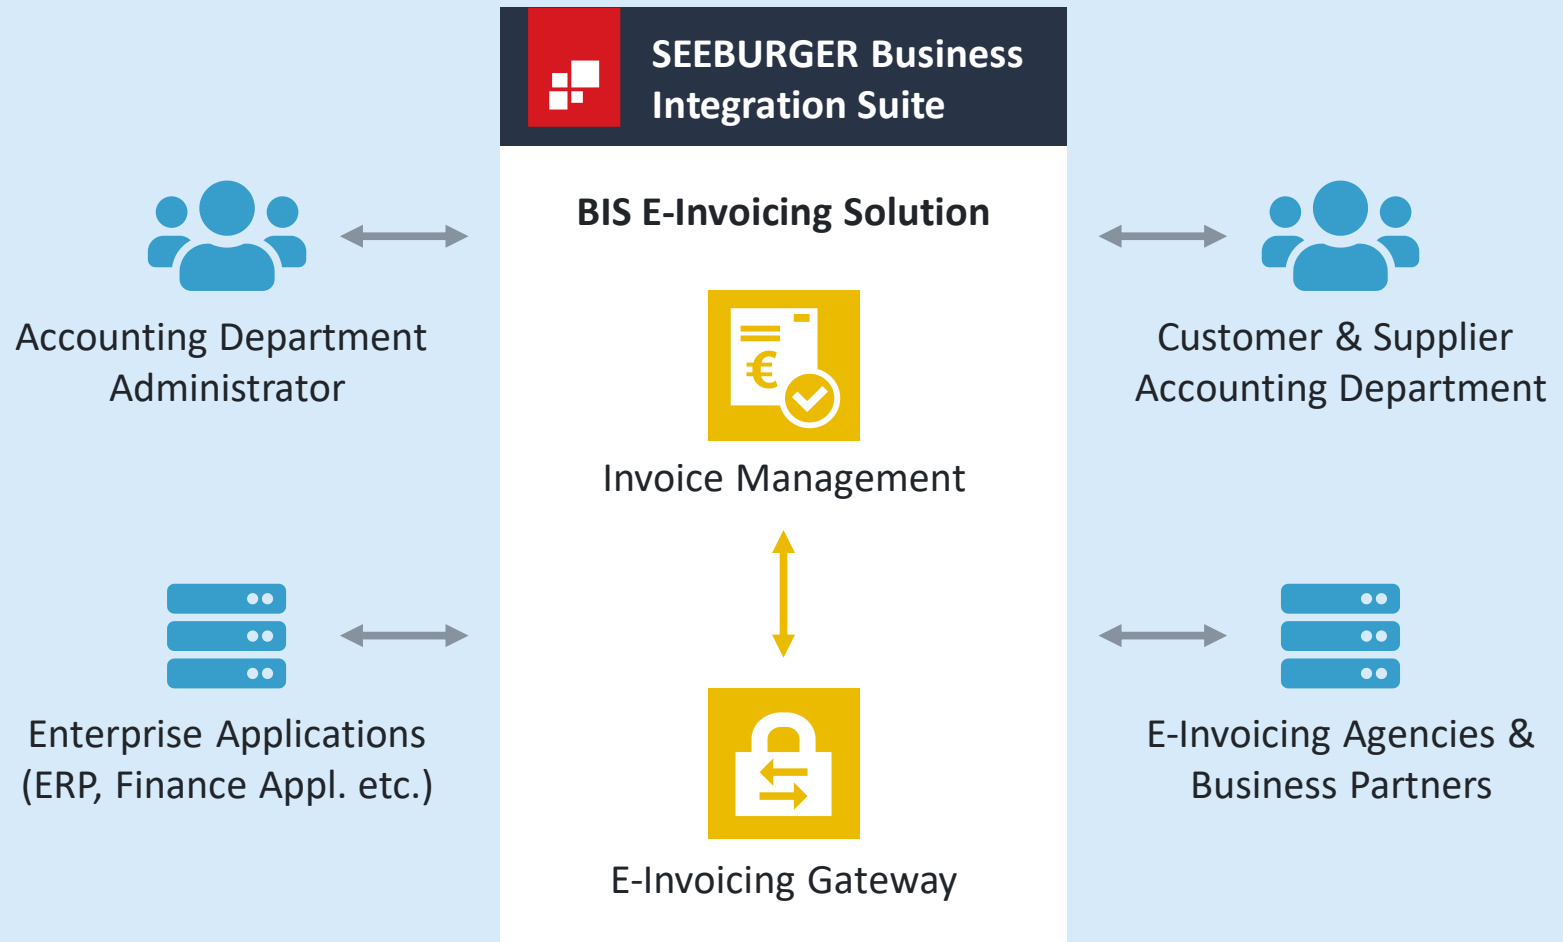 SEEBURGER Business
Integration Suite
BIS E-Invoicing Solution
Accounting Department
Administrator
Customer & Supplier
Accounting Department
€
Invoice Management
Enterprise Applications
(ERP, Finance Appl. etc.)
E-Invoicing Agencies &
Business Partners
E-Invoicing Gateway